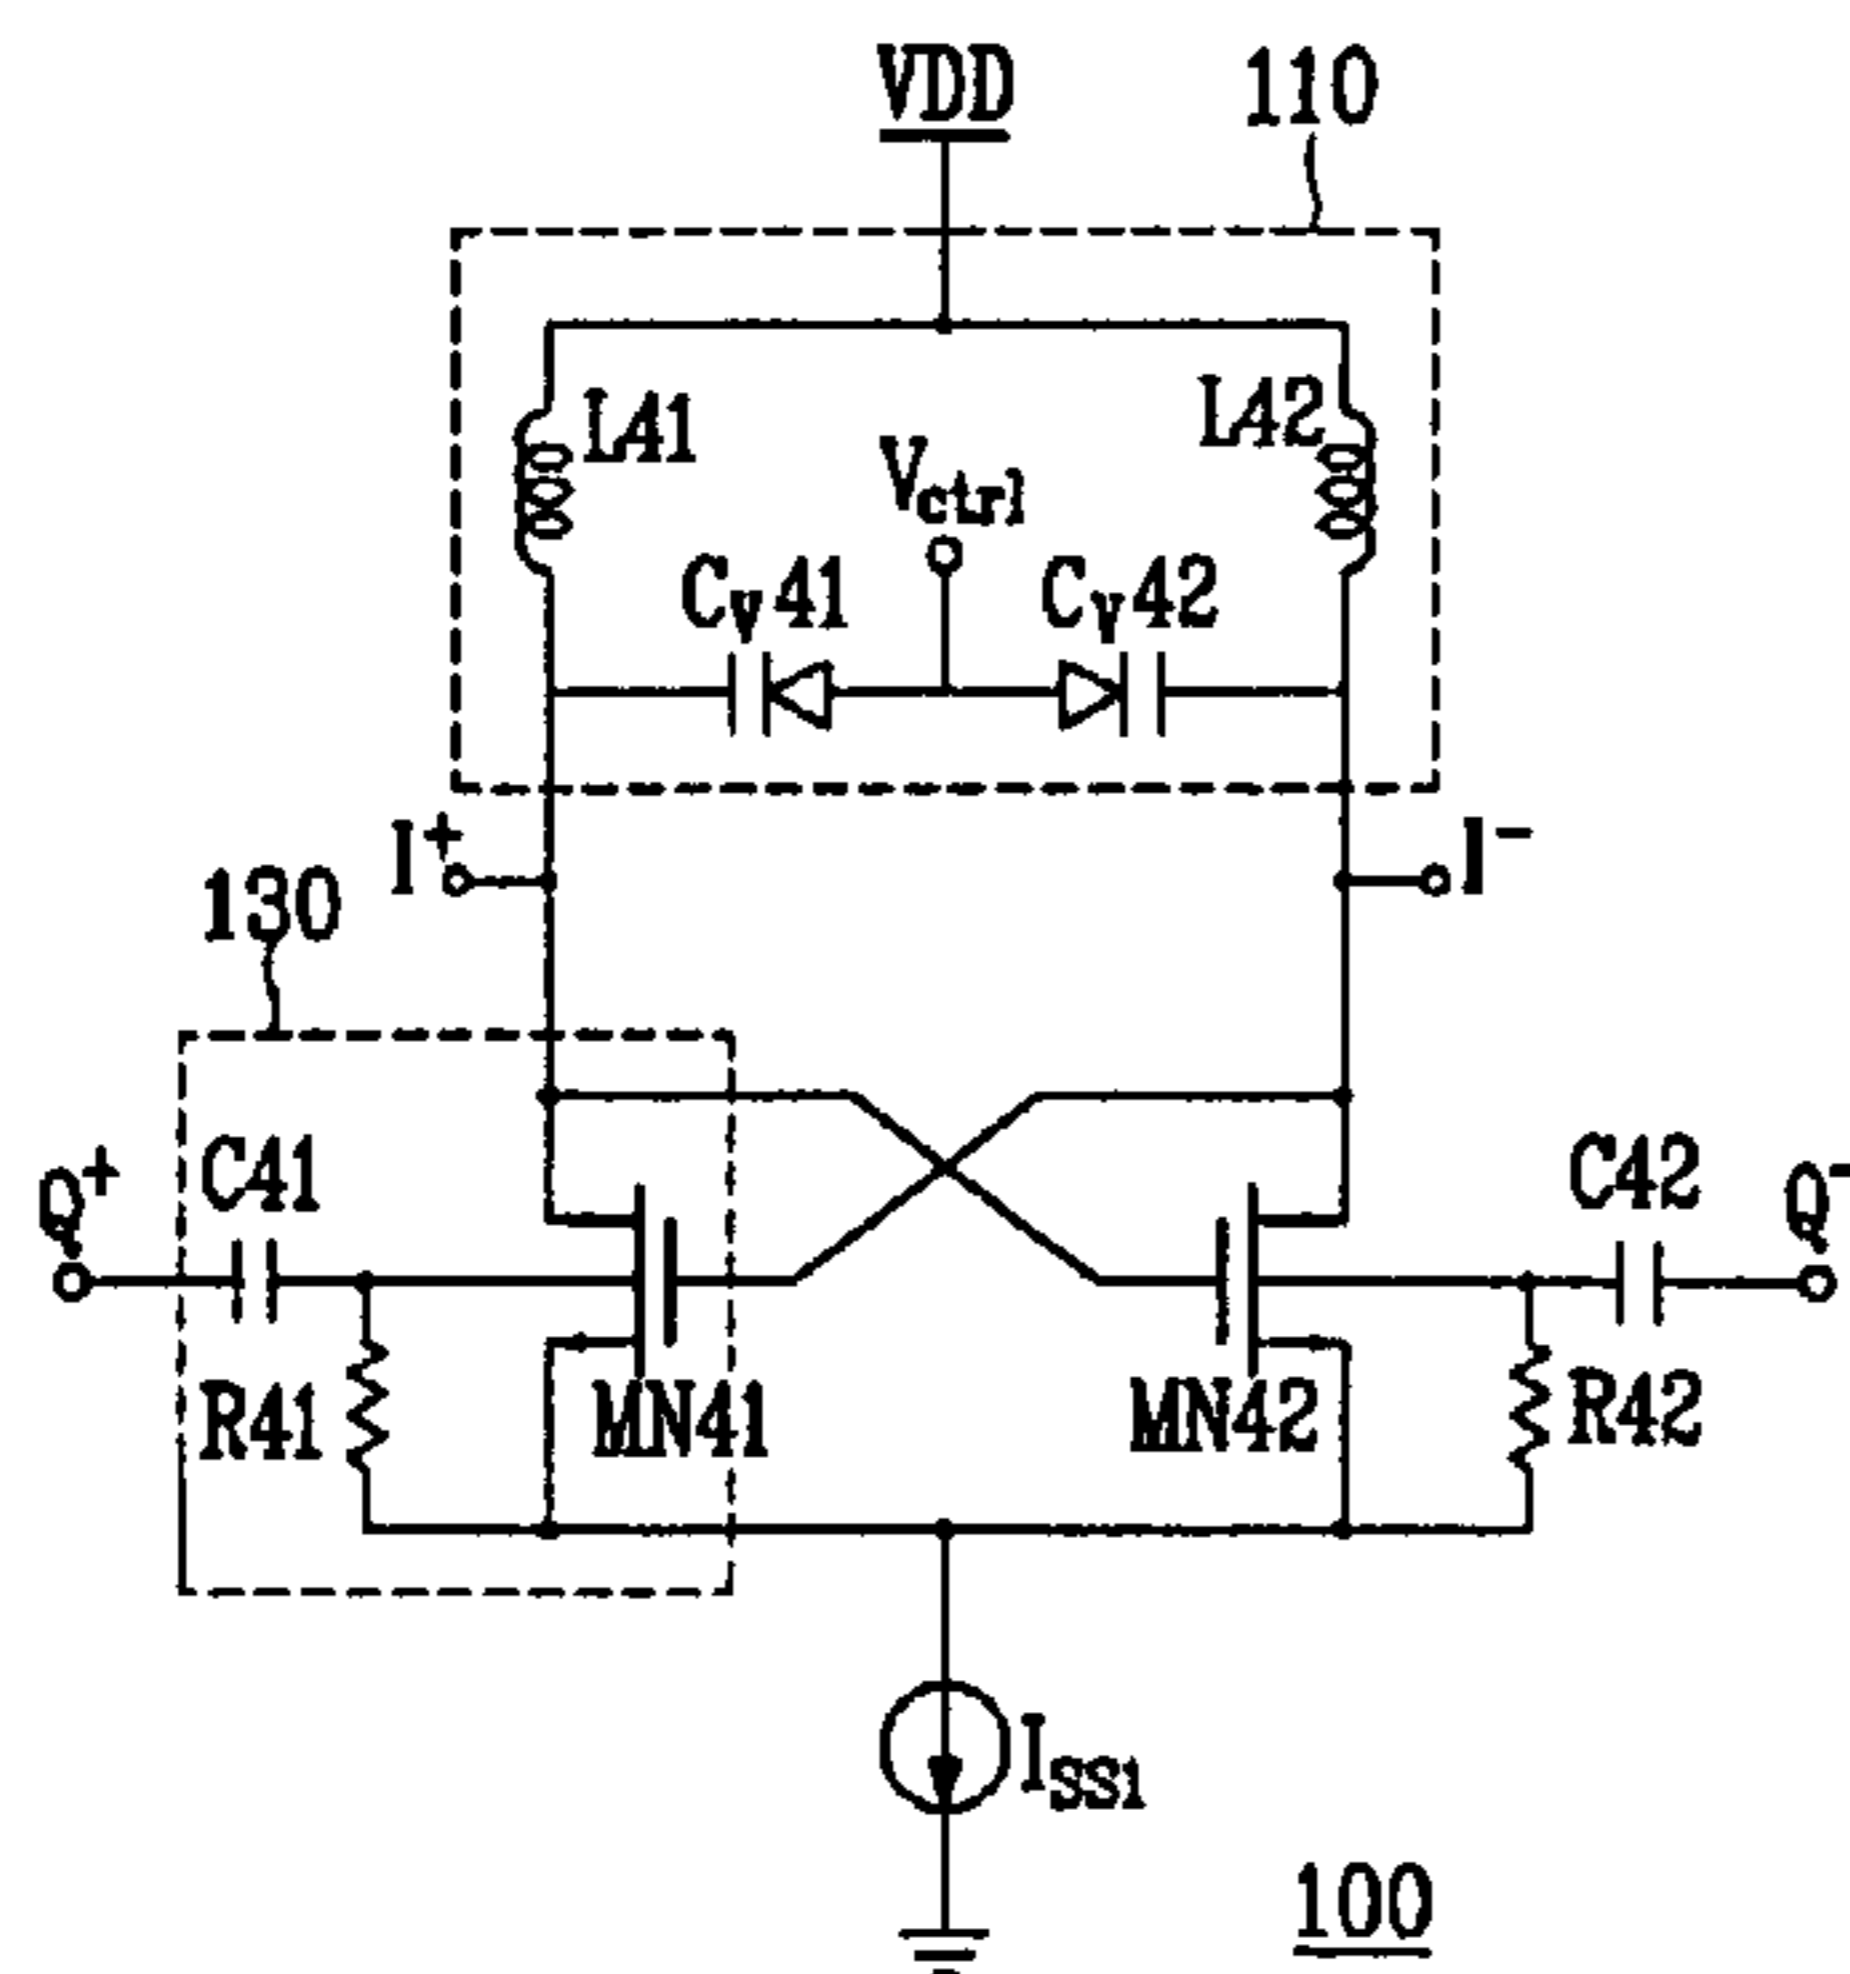 VDD
110
L41
L42
Vctrl
Cv41
Cv42
I+
I-
130
Q+
C41
C42
Q-
R41
MN41
MN42
R42
ISS1
100